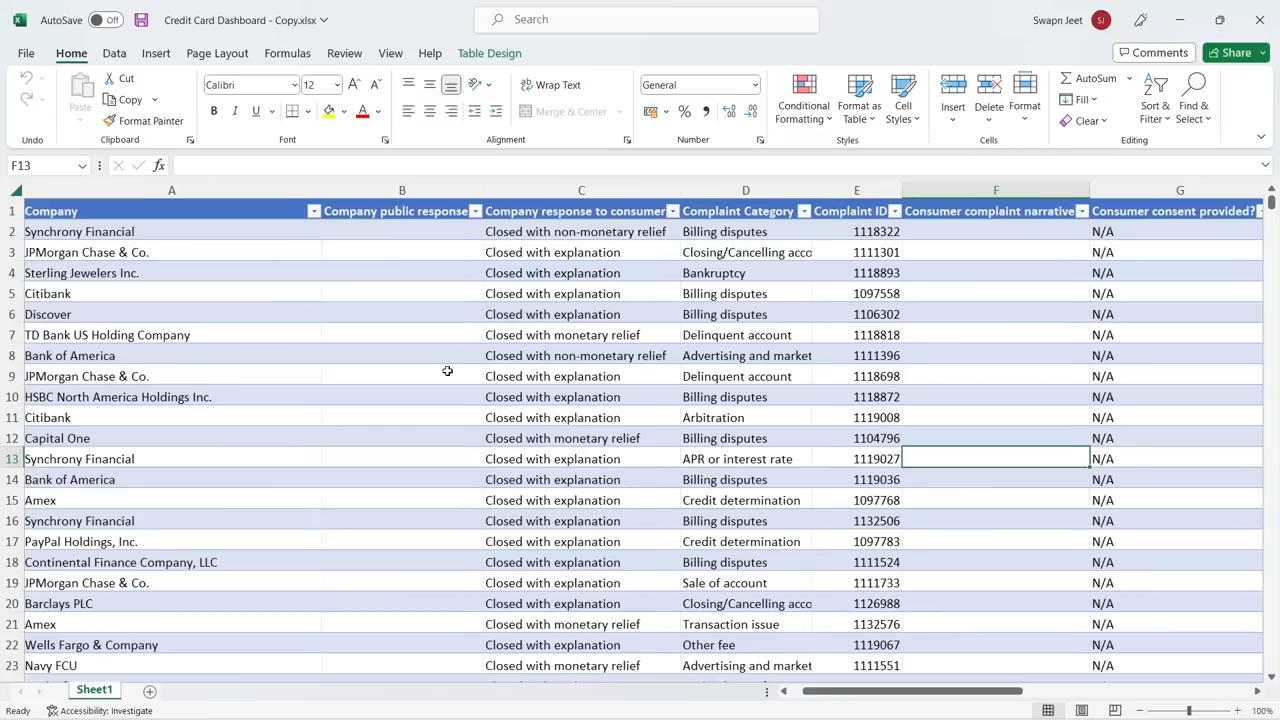 AutoSave Off Credit Card Dashboard - Copy.xlsx Search Swapn Jeet SJ
File Home Data Insert Page Layout Formulas Review View Help Table Design Comments Share
Paste Cut Copy Format Painter Clipboard
Undo
Calibri 12 B I U Font
Wrap Text Merge & Center Alignment
General Number
Conditional Formatting Format as Table Cell Styles Styles
Insert Delete Format Cells
AutoSum Fill Clear Sort & Filter Find & Select Editing
F13 fx
A B C D E F G
1 Company Company public response Company response to consumer Complaint Category Complaint ID Consumer complaint narrative Consumer consent provided?
2 Synchrony Financial Closed with non-monetary relief Billing disputes 1118322 N/A
3 JPMorgan Chase & Co. Closed with explanation Closing/Cancelling acco 1111301 N/A
4 Sterling Jewelers Inc. Closed with explanation Bankruptcy 1118893 N/A
5 Citibank Closed with explanation Billing disputes 1097558 N/A
6 Discover Closed with explanation Billing disputes 1106302 N/A
7 TD Bank US Holding Company Closed with monetary relief Delinquent account 1118818 N/A
8 Bank of America Closed with non-monetary relief Advertising and market 1111396 N/A
9 JPMorgan Chase & Co. Closed with explanation Delinquent account 1118698 N/A
10 HSBC North America Holdings Inc. Closed with explanation Billing disputes 1118872 N/A
11 Citibank Closed with explanation Arbitration 1119008 N/A
12 Capital One Closed with monetary relief Billing disputes 1104796 N/A
13 Synchrony Financial Closed with explanation APR or interest rate 1119027 N/A
14 Bank of America Closed with explanation Billing disputes 1119036 N/A
15 Amex Closed with explanation Credit determination 1097768 N/A
16 Synchrony Financial Closed with explanation Billing disputes 1132506 N/A
17 PayPal Holdings, Inc. Closed with explanation Credit determination 1097783 N/A
18 Continental Finance Company, LLC Closed with explanation Billing disputes 1111524 N/A
19 JPMorgan Chase & Co. Closed with explanation Sale of account 1111733 N/A
20 Barclays PLC Closed with explanation Closing/Cancelling acco 1126988 N/A
21 Amex Closed with monetary relief Transaction issue 1132576 N/A
22 Wells Fargo & Company Closed with explanation Other fee 1119067 N/A
23 Navy FCU Closed with monetary relief Advertising and market 1111551 N/A
Sheet1
Ready Accessibility: Investigate 100%